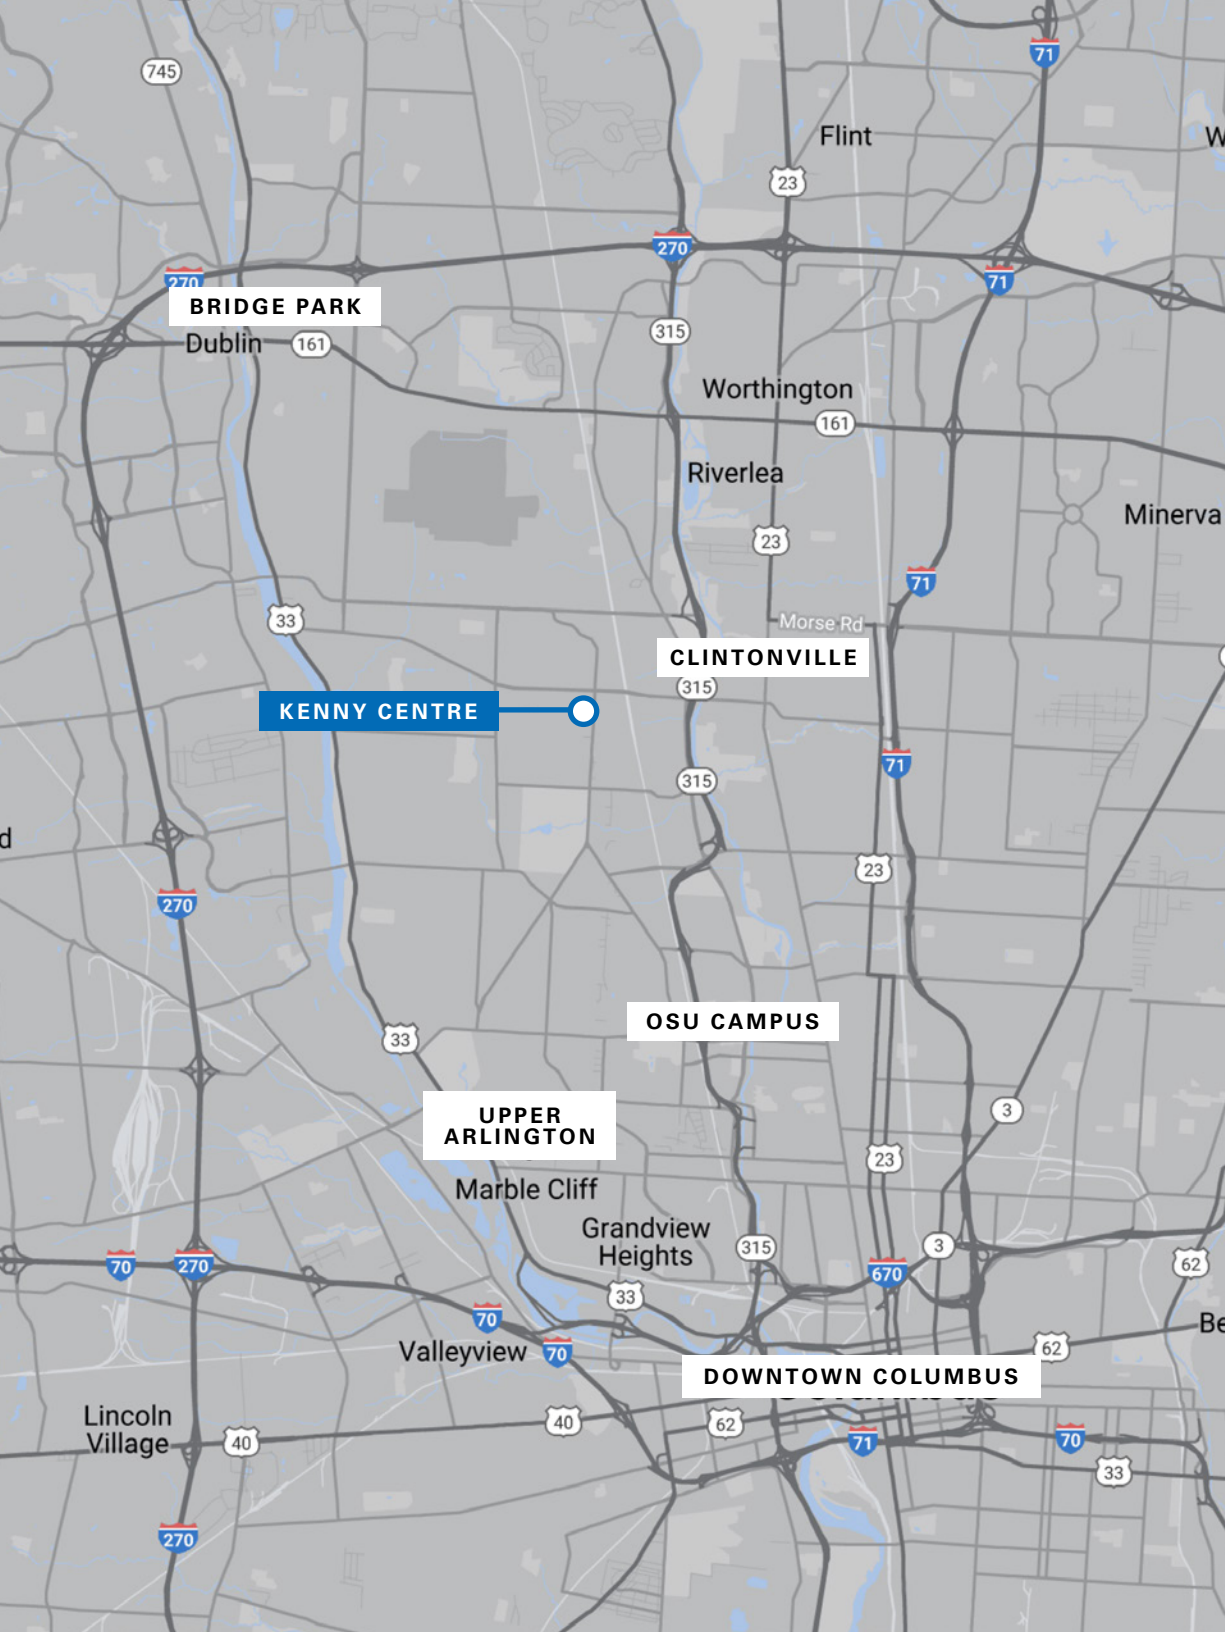 71
745
Flint
W
23
270
71
270
BRIDGE PARK
315
Dublin
161
Worthington
161
Riverlea
Minerva
23
71
33
Morse Rd
CLINTONVILLE
315
KENNY CENTRE
71
315
d
23
270
OSU CAMPUS
33
3
UPPER
ARLINGTON
23
Marble Cliff
Grandview
Heights
315
3
62
70
270
670
33
70
Be
Valleyview
70
62
DOWNTOWN COLUMBUS
Lincoln
Village
40
62
40
71
70
33
270